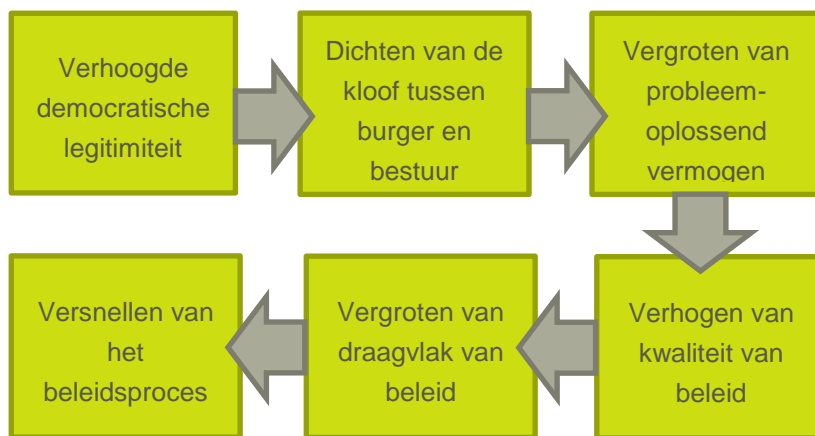 Verhoogde
democratische
legitimiteit
Dichten van de
kloof tussen
burger en
bestuur
Vergroten van
probleem-
oplossend
vermogen
Verhogen van
kwaliteit van
beleid
Vergroten van
draagvlak van
beleid
Versnellen van
het
beleidsproces